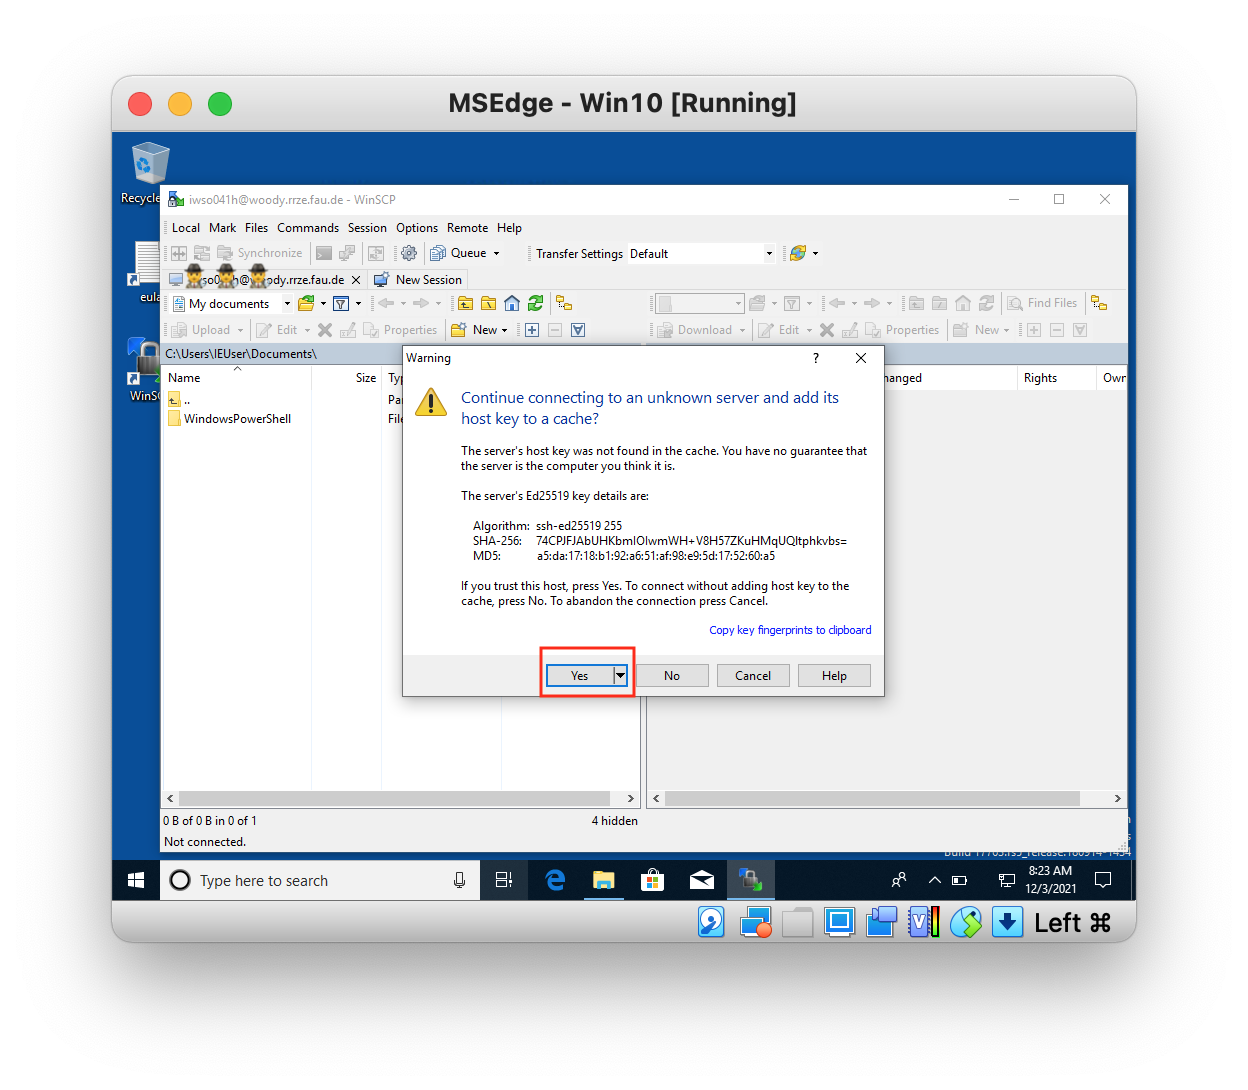 MSEdge - Win10 [Running]
Recycle
iwso041h@woody.rrze.fau.de - WinSCP
Local Mark Files Commands Session Options Remote Help
Synchronize Queue Transfer Settings Default
dy.rrze.fau.de New Session
My documents Find Files
Upload Edit Properties New Download Edit Properties New
eula
C:\Users\IEUser\Documents\
Name Size Typ
..
WindowsPowerShell
Pa
File
WinSC
hanged Rights Own
Warning ?
Continue connecting to an unknown server and add its
host key to a cache?
The server's host key was not found in the cache. You have no guarantee that
the server is the computer you think it is.
The server's Ed25519 key details are:
Algorithm: ssh-ed25519 255
SHA-256: 74CPJFJAbUHKbmIOlwmWH+V8H57ZKuHMqUQItphkvbs=
MD5: a5:da:17:18:b1:92:a6:51:af:98:e9:5d:17:52:60:a5
If you trust this host, press Yes. To connect without adding host key to the
cache, press No. To abandon the connection press Cancel.
Copy key fingerprints to clipboard
Yes No Cancel Help
0 B of 0 B in 0 of 1 4 hidden
Not connected.
Type here to search
8:23 AM
12/3/2021
Left ⌘